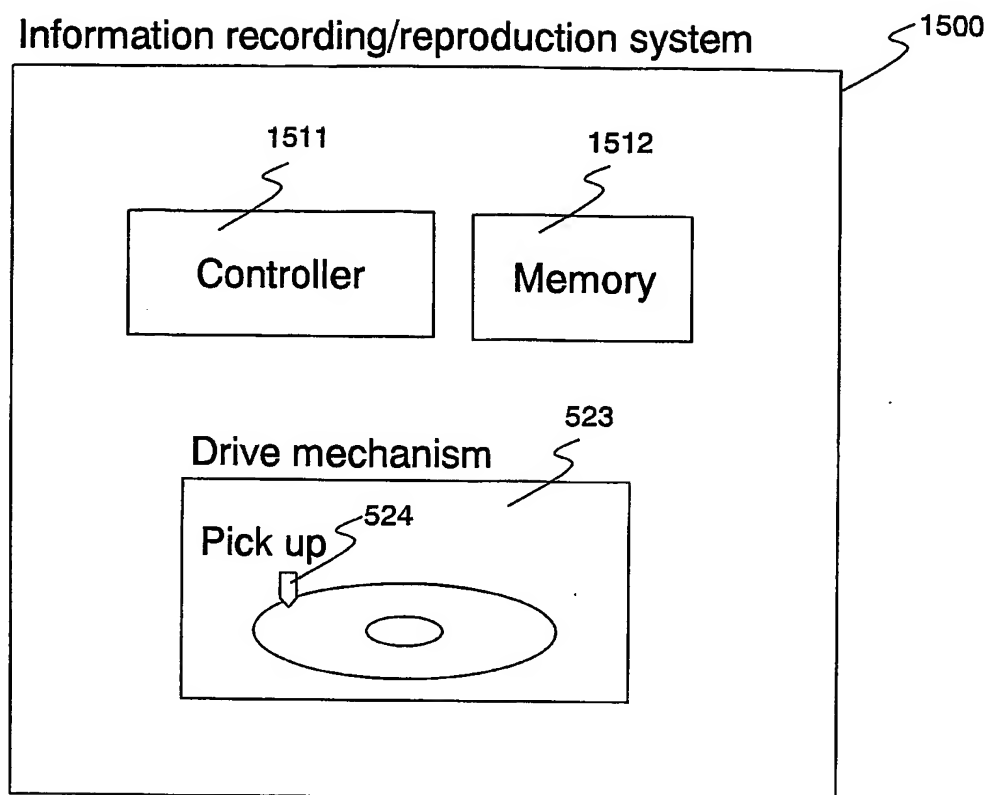 Information recording/reproduction system
1500
1511
1512
Controller
Memory
523
Drive mechanism
524
Pick up